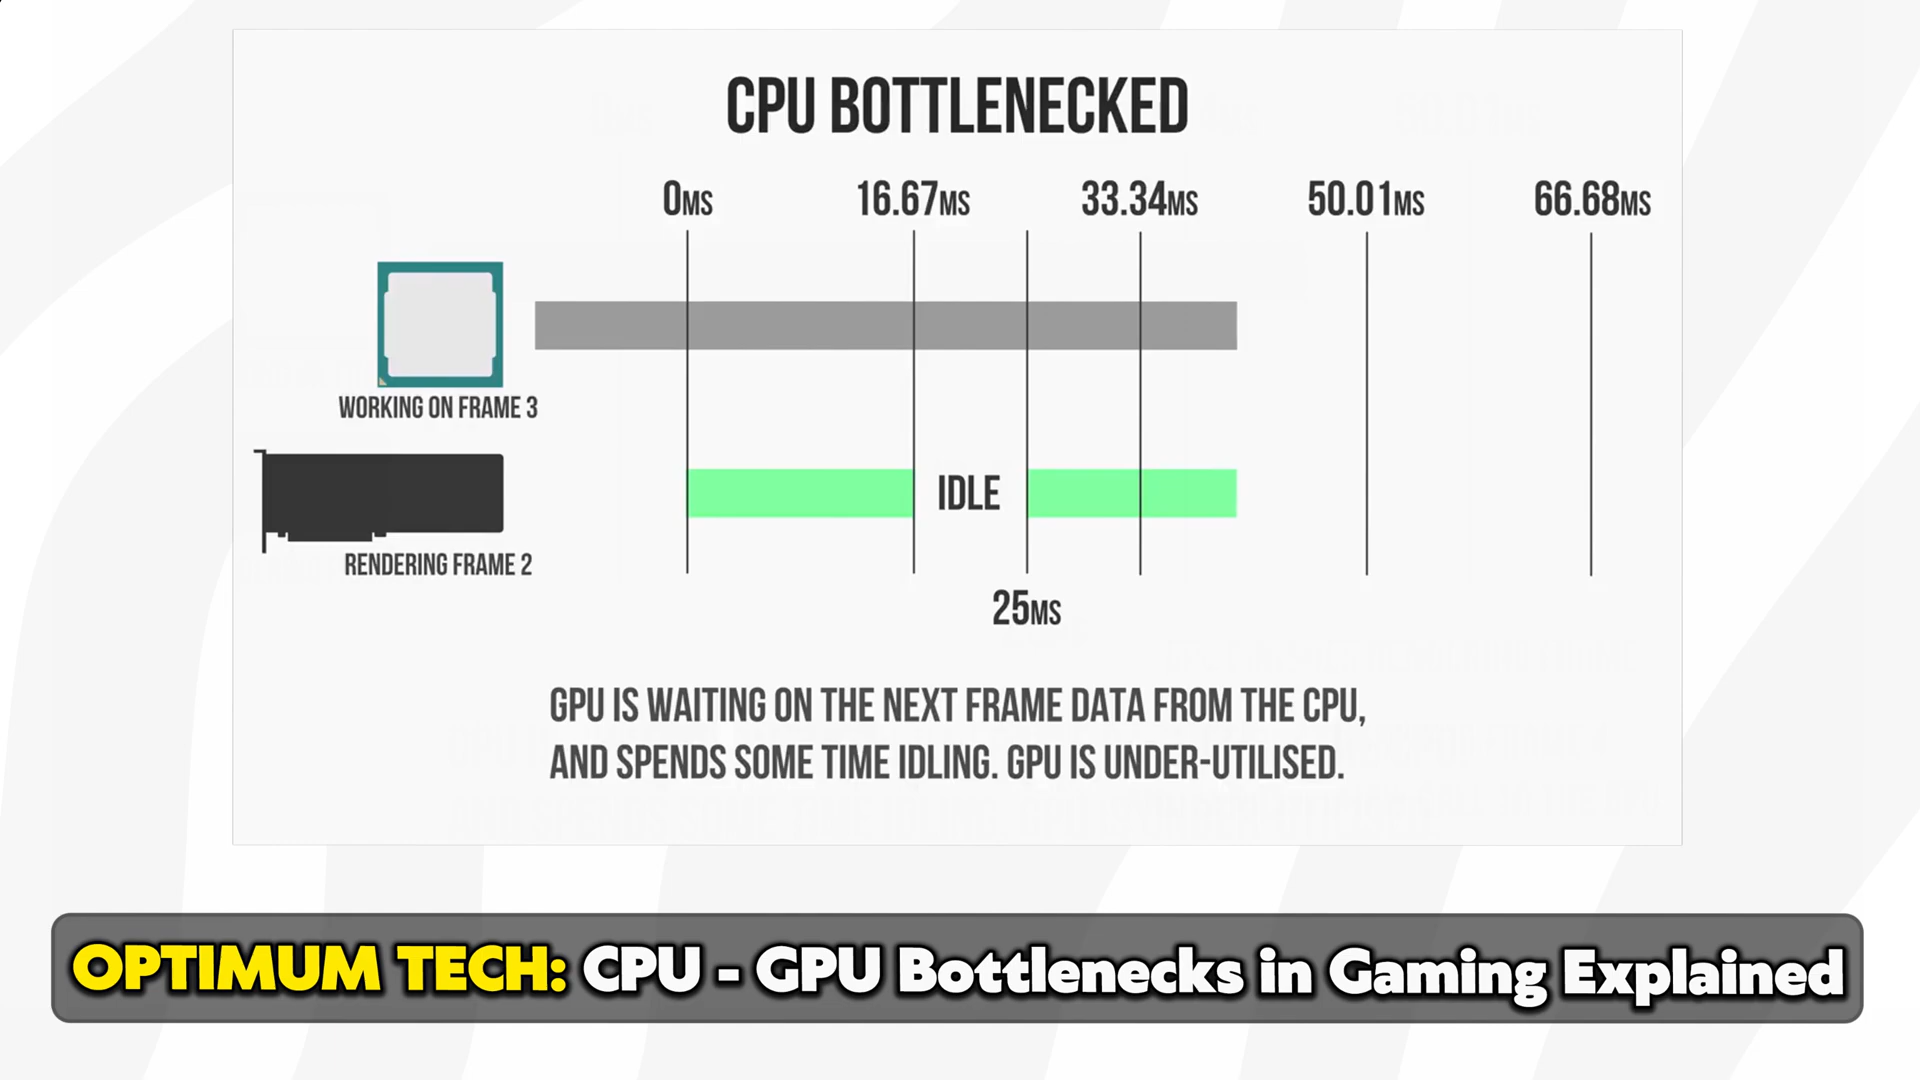 CPU BOTTLENECKED
0MS 16.67MS 33.34MS 50.01MS 66.68MS
WORKING ON FRAME 3
IDLE
RENDERING FRAME 2
25MS
GPU IS WAITING ON THE NEXT FRAME DATA FROM THE CPU,
AND SPENDS SOME TIME IDLING. GPU IS UNDER-UTILISED.
OPTIMUM TECH: CPU - GPU Bottlenecks in Gaming Explained